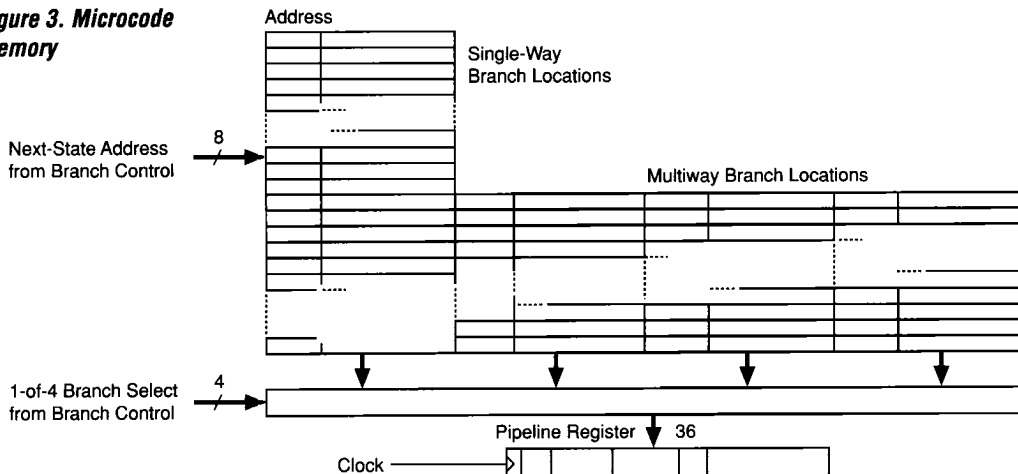 gure 3. Microcode
emory
Address
Single-Way
Branch Locations
Next-State Address
from Branch Control
8
Multiway Branch Locations
1-of-4 Branch Select
from Branch Control
4
Pipeline Register
36
Clock